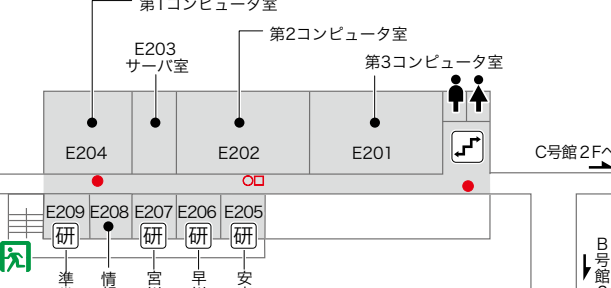 第1コンピュータ室
第2コンピュータ室
E203
サーバ室
第3コンピュータ室
E204
E202
E201
C号館2Fへ
E209
E208
E207
E206
E205
研
研
研
研
準
情
宮
早
安
B号館